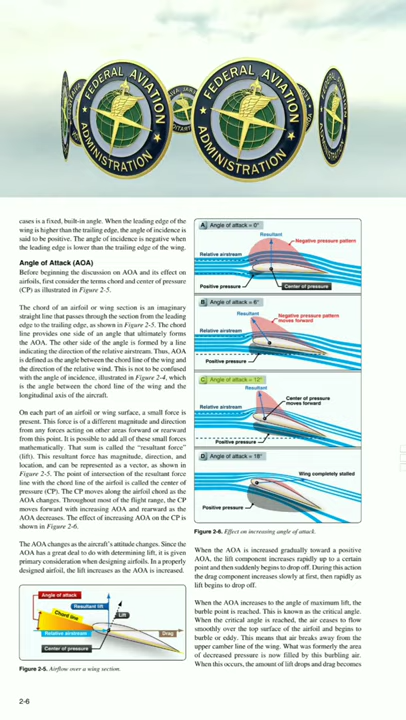 FEDERAL AVIATION
ADMINISTRATION
FEDERAL AVIATION
ADMINISTRATION
cases is a fixed, built-in angle. When the leading edge of the
wing is higher than the trailing edge, the angle of incidence is
said to be positive. The angle of incidence is negative when
the leading edge is lower than the trailing edge of the wing.
Angle of Attack (AOA)
Before beginning the discussion on AOA and its effect on
airfoils, first consider the terms chord and center of pressure
(CP) as illustrated in Figure 2-5.
The chord of an airfoil or wing section is an imaginary
straight line that passes through the section from the leading
edge to the trailing edge, as shown in Figure 2-5. The chord
line provides one side of an angle that ultimately forms
the AOA. The other side of the angle is formed by a line
indicating the direction of the relative airstream. Thus, AOA
is defined as the angle between the chord line of the wing and
the direction of the relative wind. This is not to be confused
with the angle of incidence, illustrated in Figure 2-4, which
is the angle between the chord line of the wing and the
longitudinal axis of the aircraft.
On each part of an airfoil or wing surface, a small force is
present. This force is of a different magnitude and direction
from any forces acting on other areas forward or rearward
from this point. It is possible to add all of these small forces
mathematically. That sum is called the “resultant force”
(lift). This resultant force has magnitude, direction, and
location, and can be represented as a vector, as shown in
Figure 2-5. The point of intersection of the resultant force
line with the chord line of the airfoil is called the center of
pressure (CP). The CP moves along the airfoil chord as the
AOA changes. Throughout most of the flight range, the CP
moves forward with increasing AOA and rearward as the
AOA decreases. The effect of increasing AOA on the CP is
shown in Figure 2-6.
The AOA changes as the aircraft's attitude changes. Since the
AOA has a great deal to do with determining lift, it is given
primary consideration when designing airfoils. In a properly
designed airfoil, the lift increases as the AOA is increased.
Angle of attack
Resultant lift
Lift
Chord line
Relative airstream
Drag
Center of pressure
Figure 2-5. Airflow over a wing section.
A Angle of attack = 0°
Resultant
Negative pressure pattern
Relative airstream
Positive pressure
Center of pressure
B Angle of attack = 6°
Resultant
Negative pressure pattern
moves forward
Relative airstream
Positive pressure
C Angle of attack = 12°
Resultant
Center of pressure
moves forward
Relative airstream
Positive pressure
D Angle of attack = 18°
Wing completely stalled
Positive pressure
Figure 2-6. Effect on increasing angle of attack.
When the AOA is increased gradually toward a positive
AOA, the lift component increases rapidly up to a certain
point and then suddenly begins to drop off. During this action
the drag component increases slowly at first, then rapidly as
lift begins to drop off.
When the AOA increases to the angle of maximum lift, the
burble point is reached. This is known as the critical angle.
When the critical angle is reached, the air ceases to flow
smoothly over the top surface of the airfoil and begins to
burble or eddy. This means that air breaks away from the
upper camber line of the wing. What was formerly the area
of decreased pressure is now filled by this burbling air.
When this occurs, the amount of lift drops and drag becomes
2-6